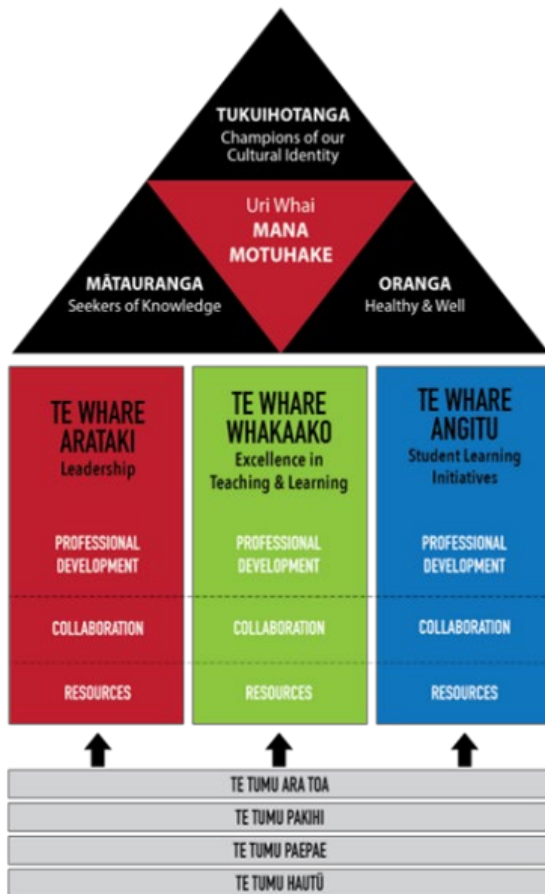 TUKUIHOTANGA
Champions of our
Cultural Identity
Uri Whai
MANA
MOTUHAKE
MĀTAURANGA
Seekers of Knowledge
ORANGA
Healthy & Well
TE WHARE
ARATAKI
Leadership
PROFESSIONAL
DEVELOPMENT
COLLABORATION
RESOURCES
TE WHARE
WHAKAAKO
Excellence in
Teaching & Learning
PROFESSIONAL
DEVELOPMENT
COLLABORATION
RESOURCES
TE WHARE
ANGITU
Student Learning
Initiatives
PROFESSIONAL
DEVELOPMENT
COLLABORATION
RESOURCES
TE TUMU ARA TOA
TE TUMU PAKIHI
TE TUMU PAEPAE
TE TUMU HAUTŪ